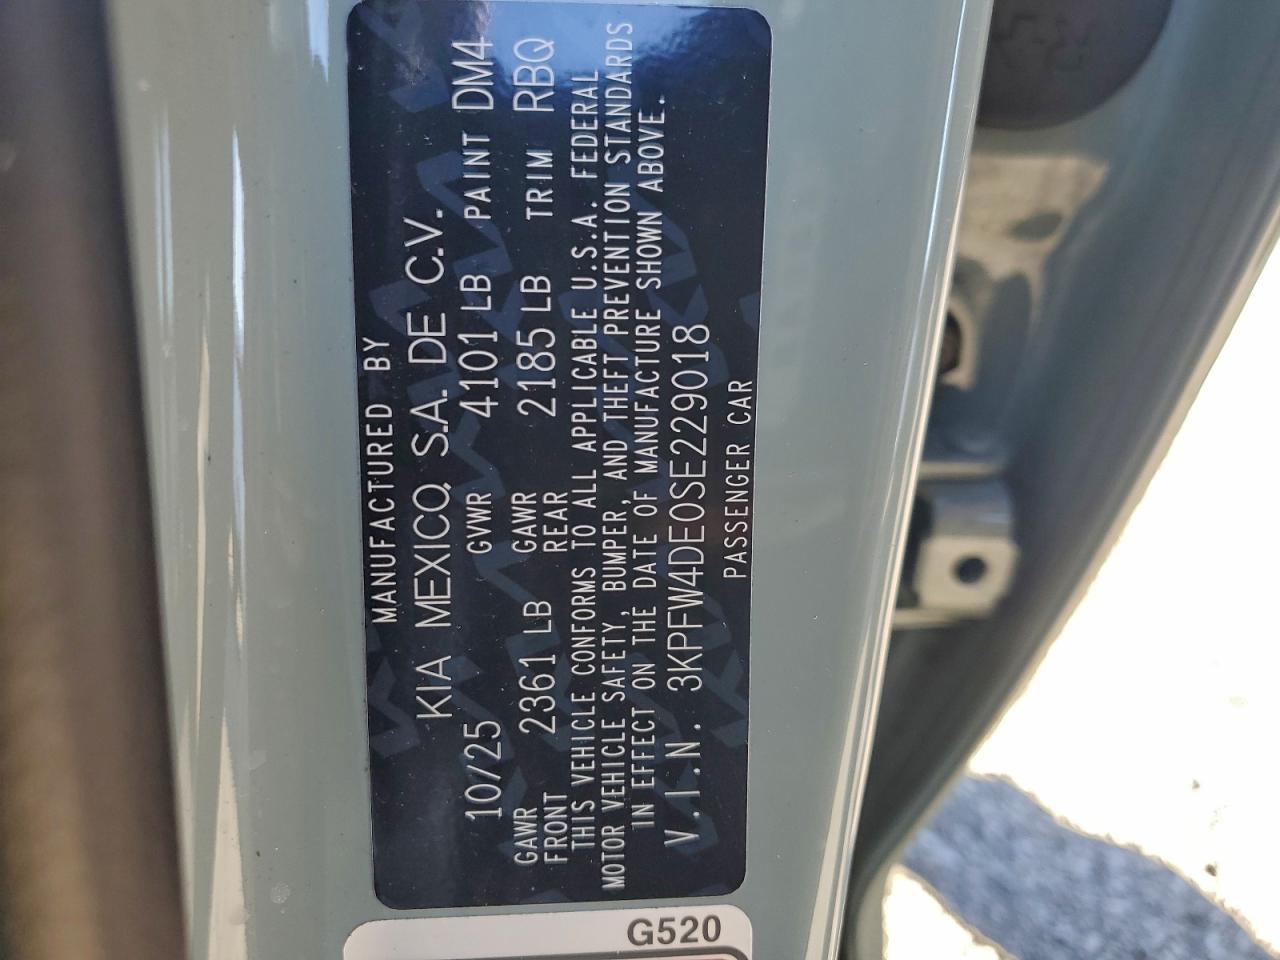 MANUFACTURED BY
KIA MEXICO, S.A. DE C.V.
10/25 GVWR 4101 LB PAINT DM4
GAWR FRONT 2361 LB GAWR REAR 2185 LB TRIM RBQ
THIS VEHICLE CONFORMS TO ALL APPLICABLE U.S.A. FEDERAL
MOTOR VEHICLE SAFETY, BUMPER, AND THEFT PREVENTION STANDARDS
IN EFFECT ON THE DATE OF MANUFACTURE SHOWN ABOVE.
V.I.N. 3KPFW4DE0SE229018
PASSENGER CAR
G520